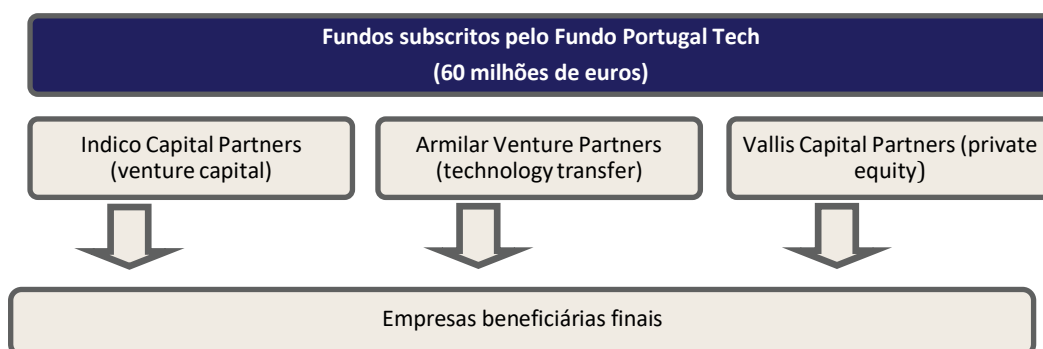 Fundos subscritos pelo Fundo Portugal Tech
(60 milhões de euros)
Indico Capital Partners
(venture capital)
Armilar Venture Partners
(technology transfer)
Vallis Capital Partners (private
equity)
Empresas beneficiárias finais